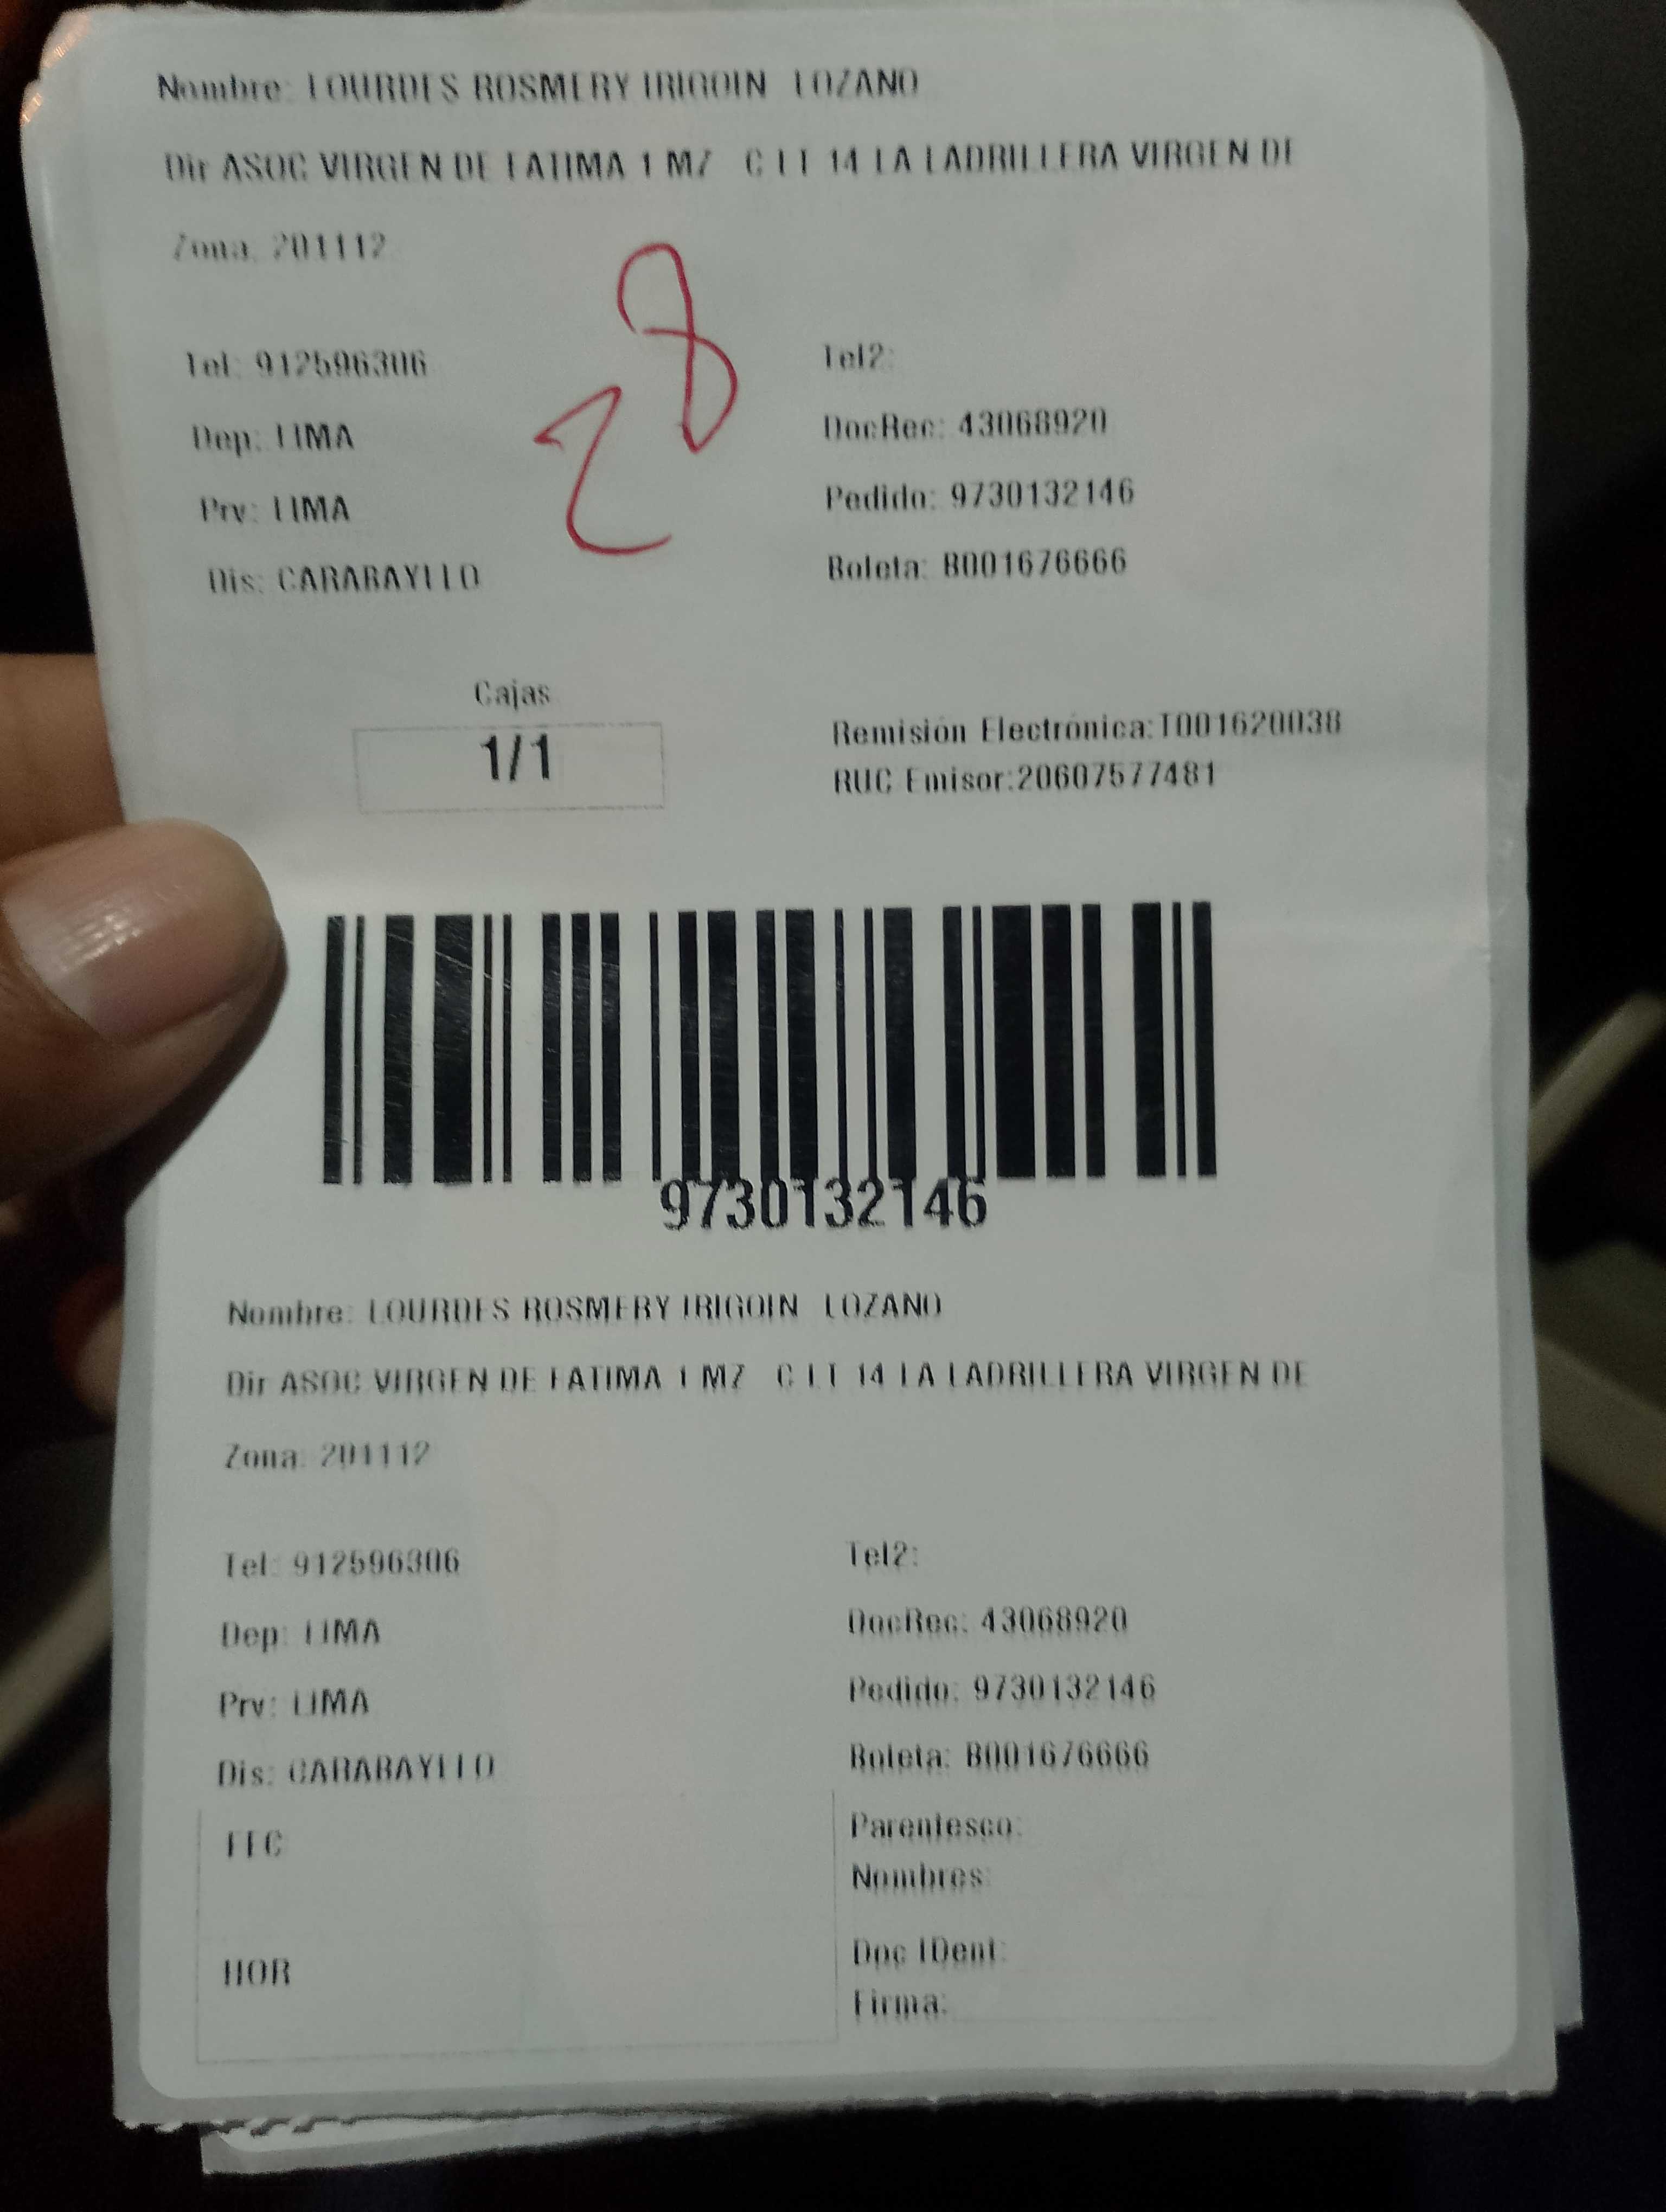 Nombre: LOURDES ROSMERY IRIGOIN LOZANO
Dir ASOC VIRGEN DE FATIMA 1 MZ C LT 14 LA LADRILLERA VIRGEN DE
Zona: 201112
28
Tel: 912596306 Tel2:
Dep: LIMA DocRec: 43068920
Prv: LIMA Pedido: 9730132146
Dis: CARABAYLLO Boleta: B001676666
Cajas
1/1
Remisión Electrónica:T001620038
RUC Emisor:20607577481
9730132146
Nombre: LOURDES ROSMERY IRIGOIN LOZANO
Dir ASOC VIRGEN DE FATIMA 1 MZ C LT 14 LA LADRILLERA VIRGEN DE
Zona: 201112
Tel: 912596306 Tel2:
Dep: LIMA DocRec: 43068920
Prv: LIMA Pedido: 9730132146
Dis: CARABAYLLO Boleta: B001676666
FEC Parentesco:
Nombres:
HOR Doc IDent:
Firma: